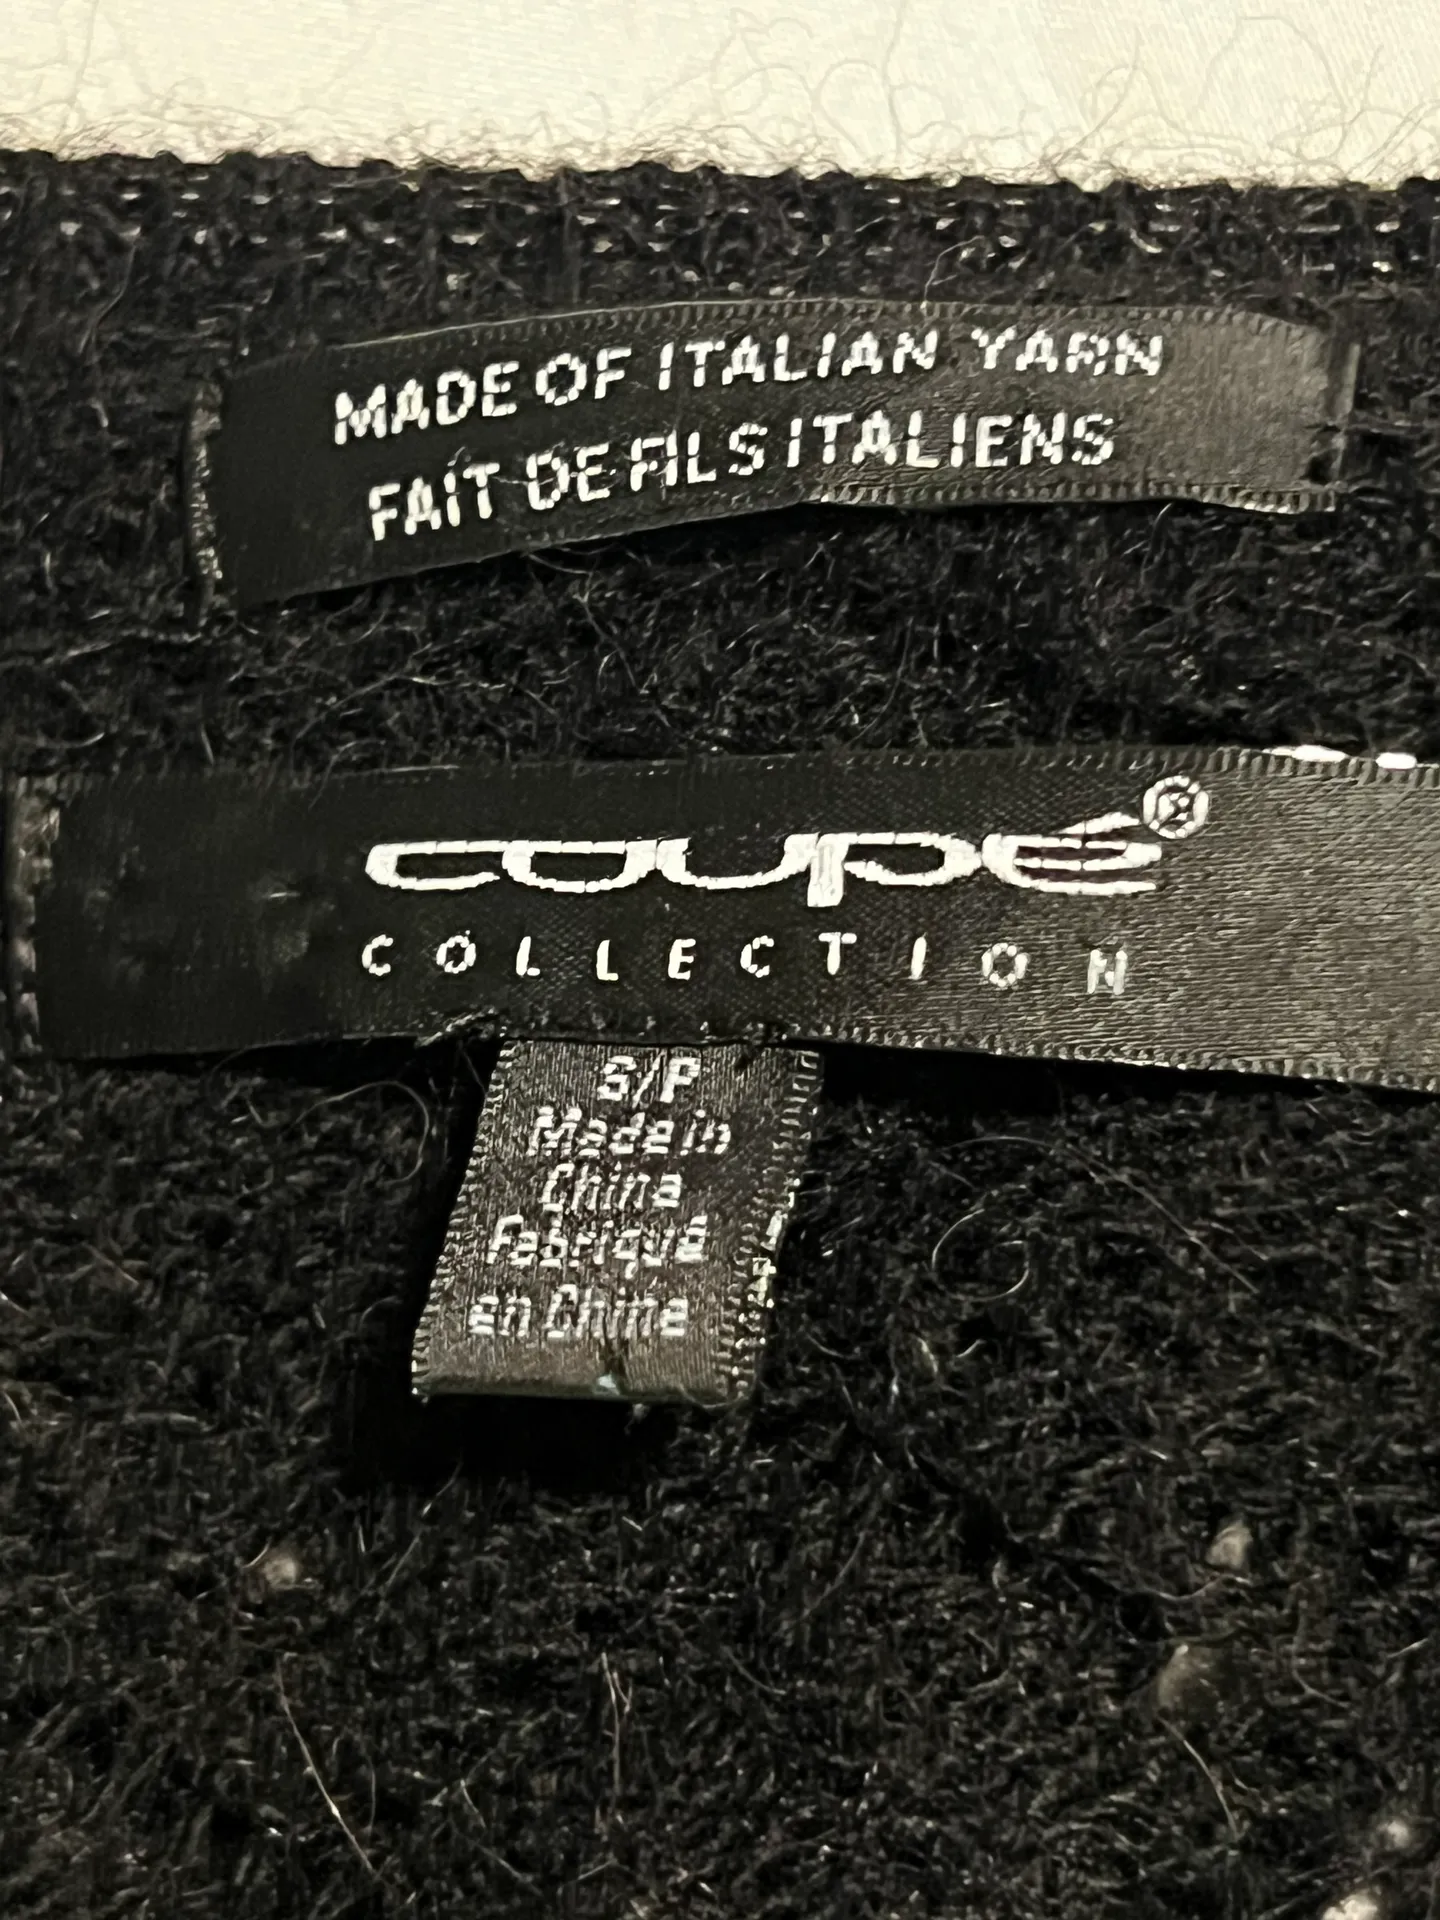 MADE OF ITALIAN YARN
FAIT DE FILS ITALIENS
coupé®
COLLECTION
S/P
Made in
China
Fabriqué
en Chine